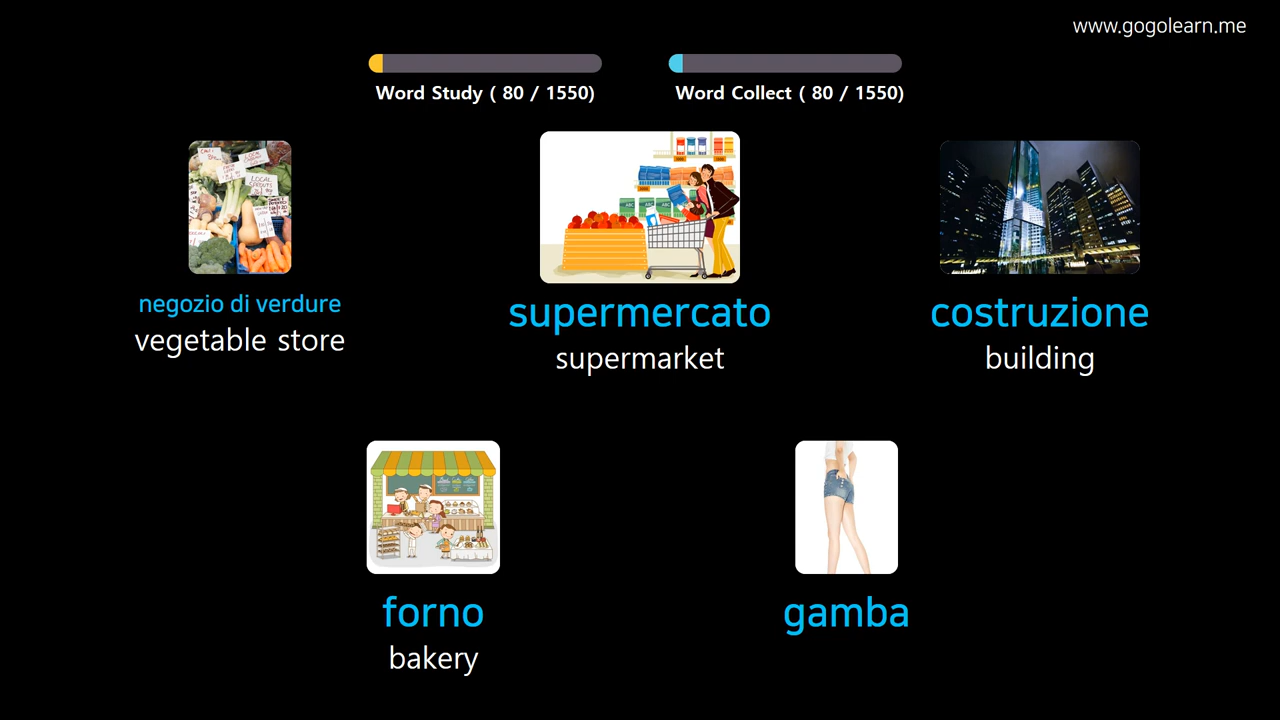 www.gogolearn.me
Word Study ( 80 / 1550)
Word Collect ( 80 / 1550)
LOCAL
negozio di verdure
vegetable store
supermercato
supermarket
costruzione
building
forno
bakery
gamba